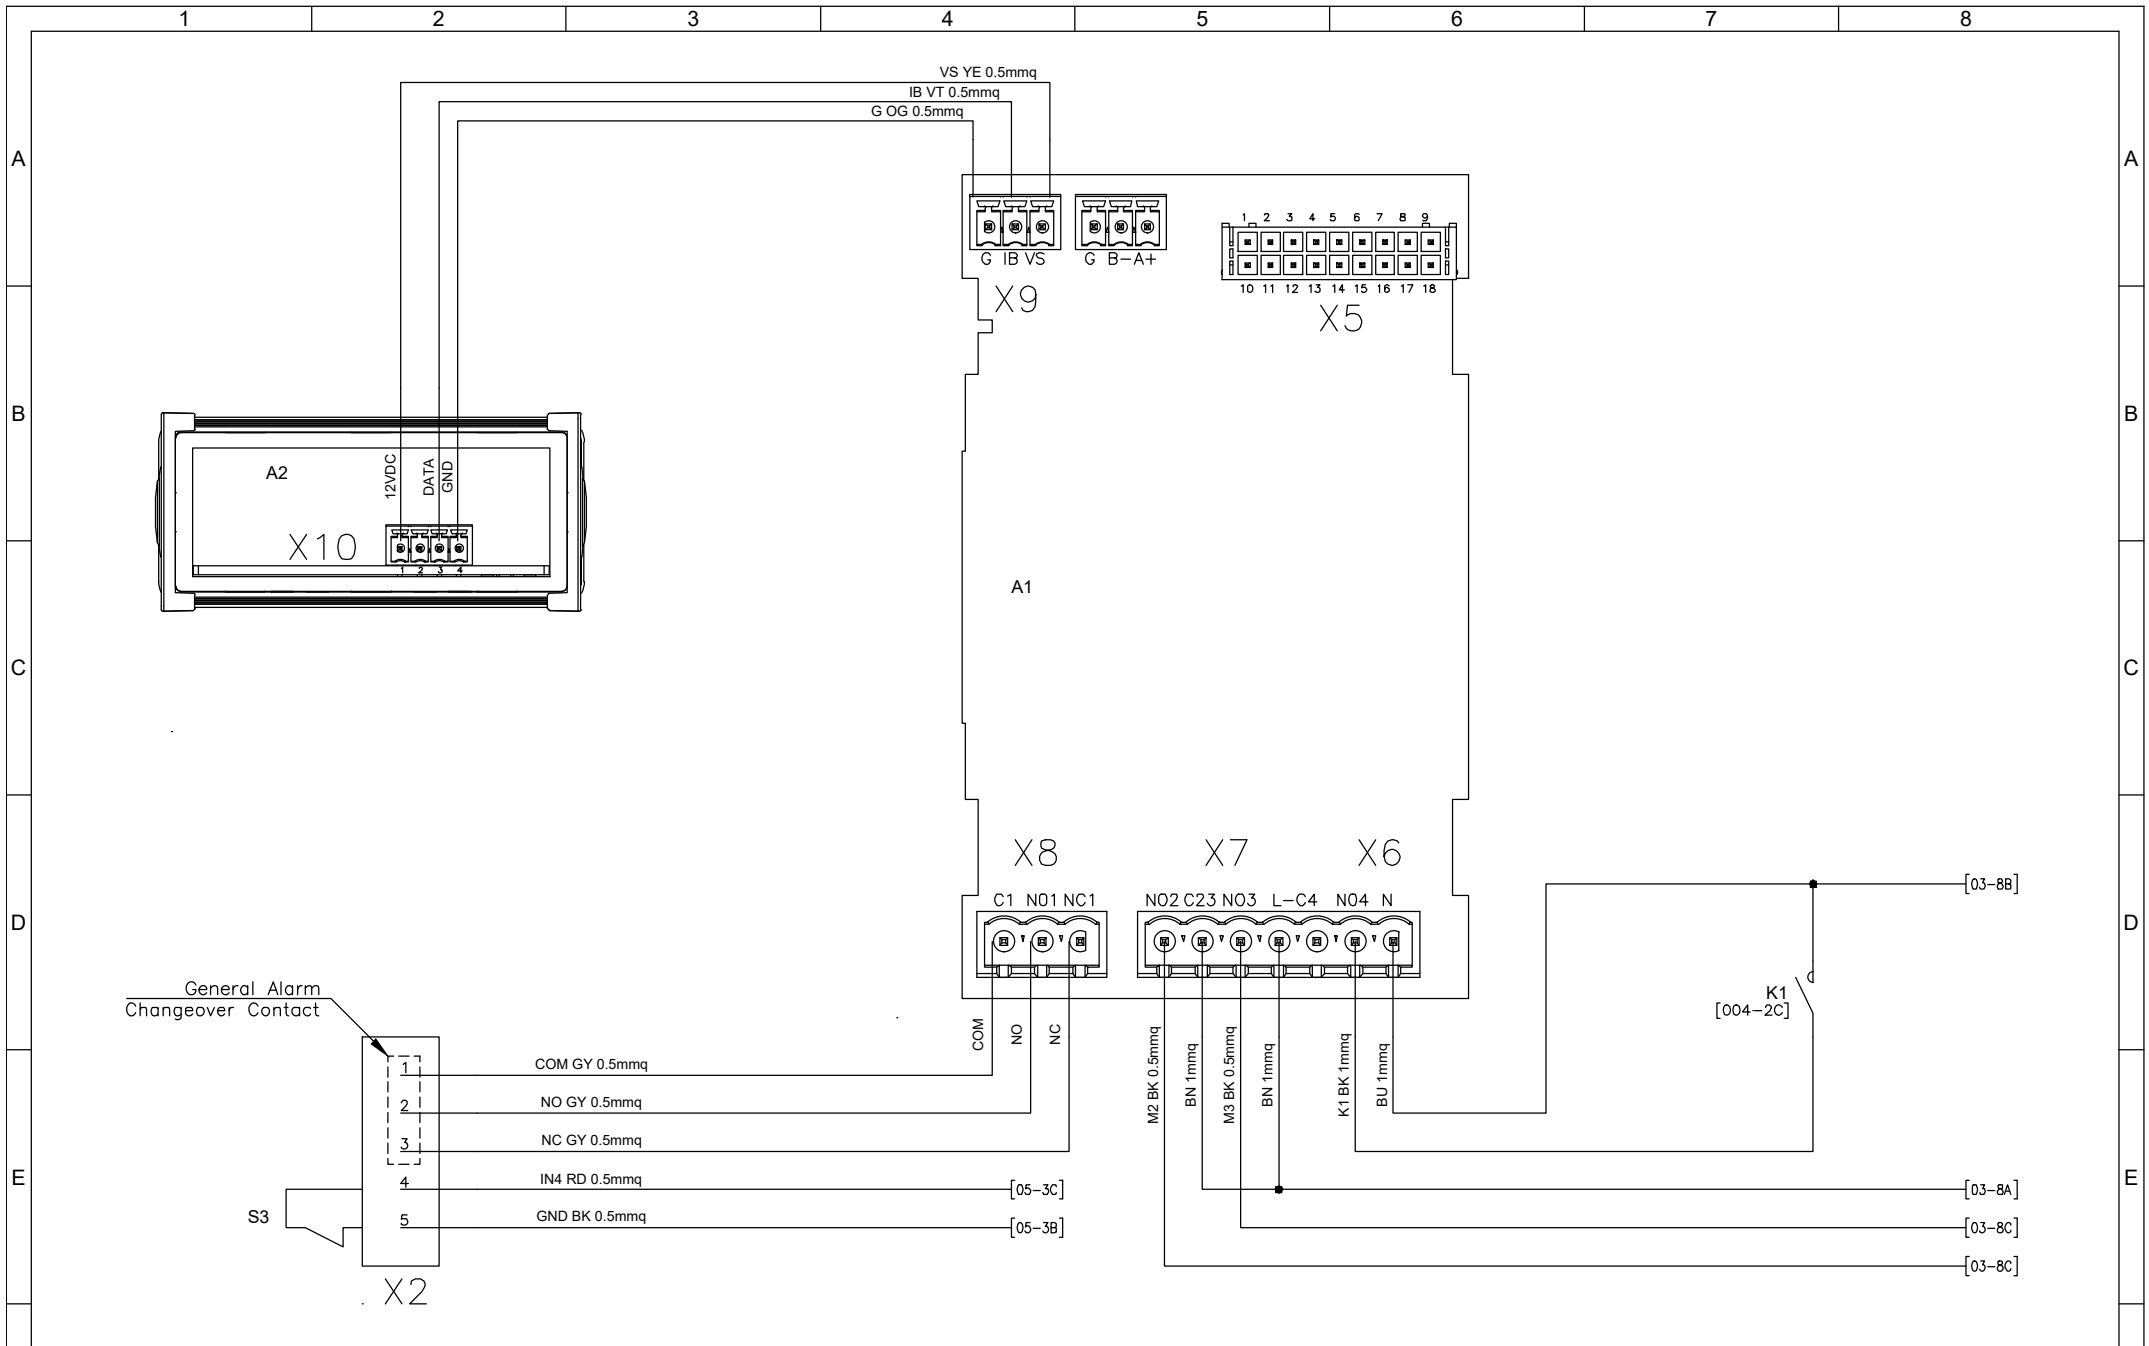 1 2 3 4 5 6 7 8
VS YE 0.5mmq
IB VT 0.5mmq
G OG 0.5mmq
A A
1 2 3 4 5 6 7 8 9
G IB VS G B-A+
10 11 12 13 14 15 16 17 18
X9 X5
B B
12VDC
DATA
GND
A2
X10
1 2 3 4
A1
C C
X8 X7 X6
[03-8B]
C1 NO1 NC1 NO2 C23 NO3 L-C4 NO4 N
D D
General Alarm
Changeover Contact
K1
[004-2C]
COM
NO
NC
M2 BK 0.5mmq
BN 1mmq
M3 BK 0.5mmq
BN 1mmq
K1 BK 1mmq
BU 1mmq
1 COM GY 0.5mmq
2 NO GY 0.5mmq
3 NC GY 0.5mmq
E E
4 IN4 RD 0.5mmq [05-3C] [03-8A]
S3
5 GND BK 0.5mmq [05-3B] [03-8C]
[03-8C]
X2